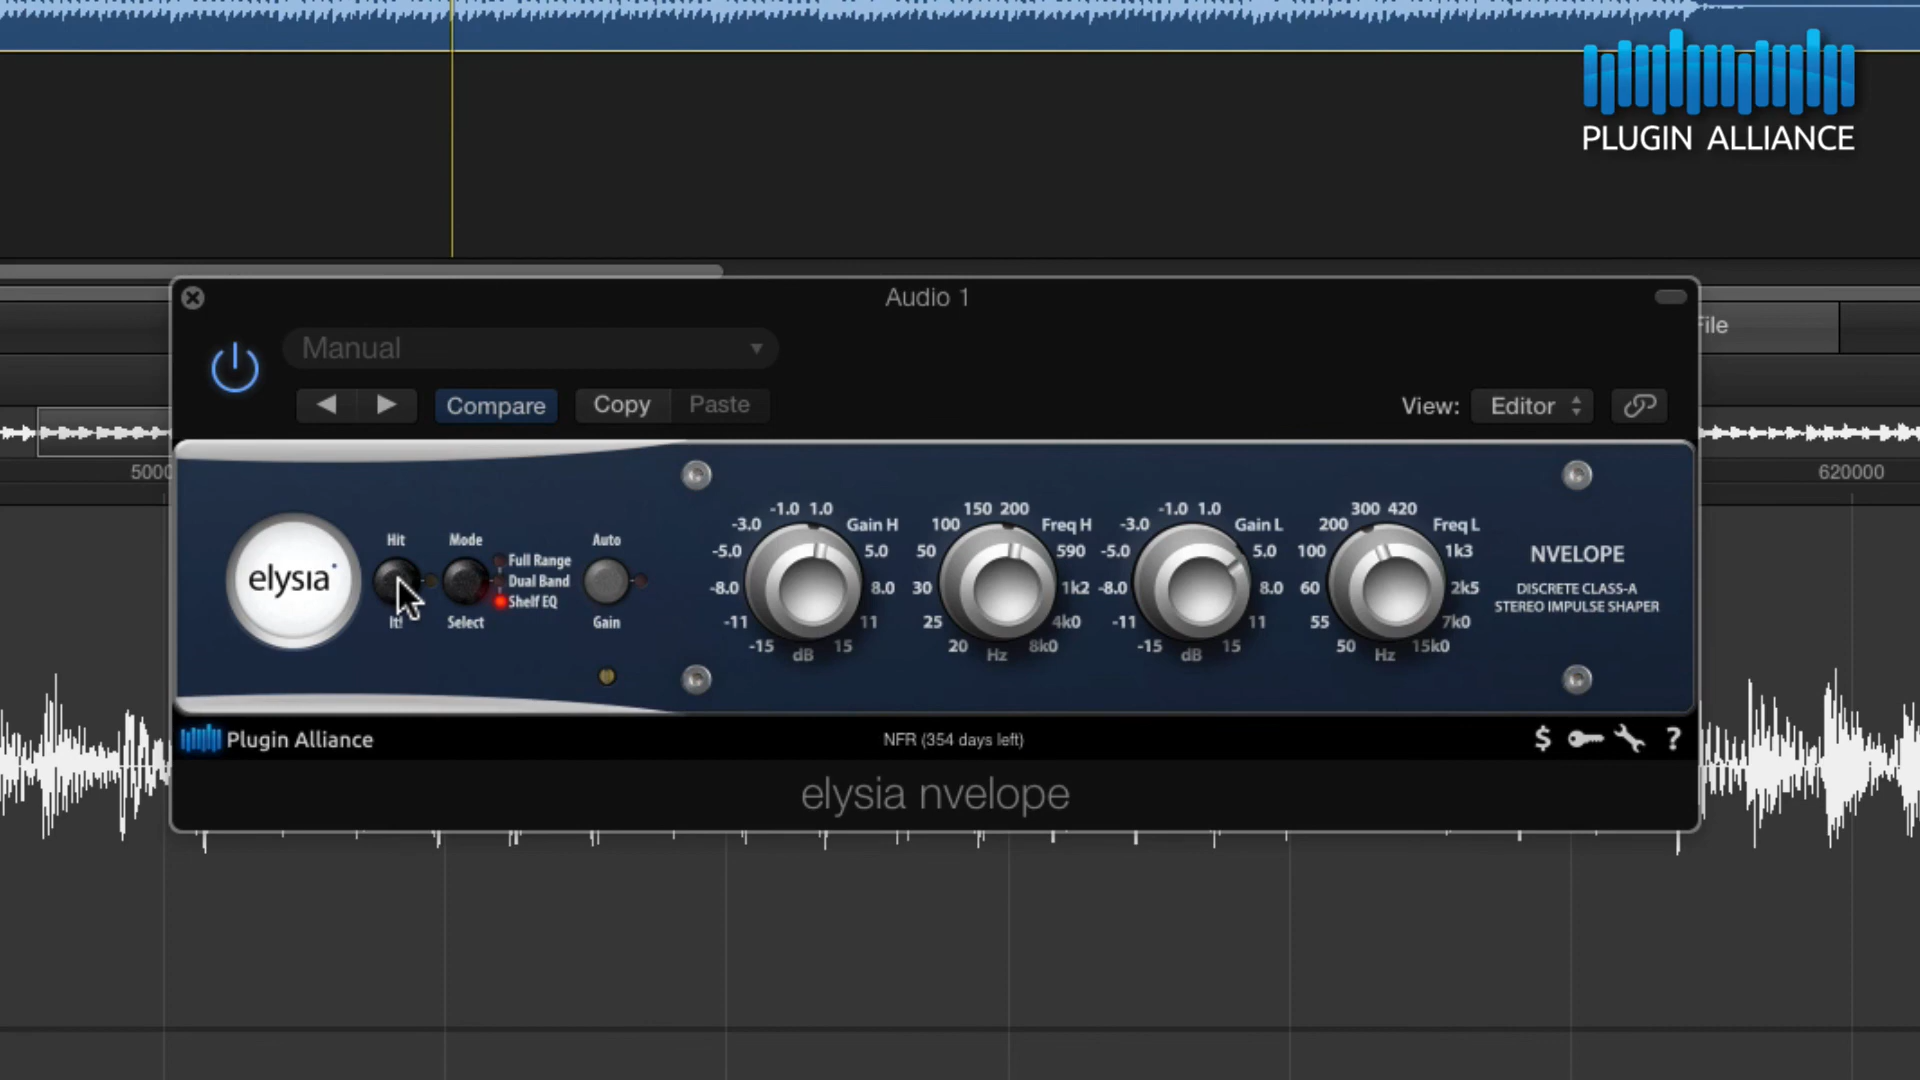 PLUGIN ALLIANCE
Audio 1
File
Manual
Compare
Copy
Paste
View:
Editor
5000
620000
elysia
Hit
It!
Mode
Select
Full Range
Dual Band
Shelf EQ
Auto
Gain
-1.0 1.0
-3.0
Gain H
-5.0
5.0
-8.0
8.0
-11
11
-15
dB
15
150 200
100
Freq H
50
590
30
1k2
25
4k0
20
Hz
8k0
-1.0 1.0
-3.0
Gain L
-5.0
5.0
-8.0
8.0
-11
11
-15
dB
15
300 420
200
Freq L
100
1k3
60
2k5
55
7k0
50
Hz
15k0
NVELOPE
DISCRETE CLASS-A
STEREO IMPULSE SHAPER
Plugin Alliance
NFR (354 days left)
$
?
elysia nvelope